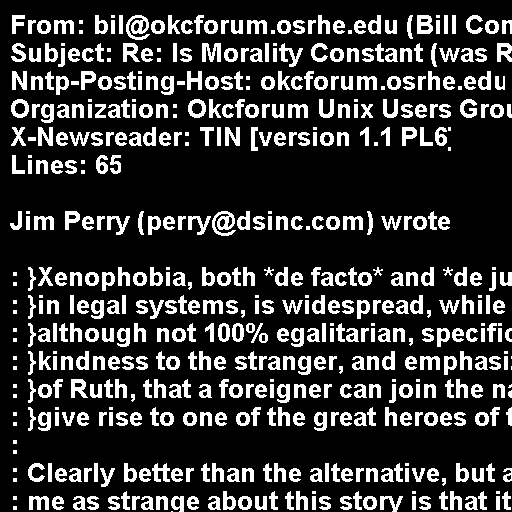 From: bil@okcforum.osrhe.edu (Bill Con
Subject: Re: Is Morality Constant (was R
Nntp-Posting-Host: okcforum.osrhe.edu
Organization: Okcforum Unix Users Grou
X-Newsreader: TIN [version 1.1 PL6]
Lines: 65

Jim Perry (perry@dsinc.com) wrote

: }Xenophobia, both *de facto* and *de ju
: }in legal systems, is widespread, while
: }although not 100% egalitarian, specific
: }kindness to the stranger, and emphasi
: }of Ruth, that a foreigner can join the na
: }give rise to one of the great heroes of t
:
: Clearly better than the alternative, but a
: me as strange about this story is that it